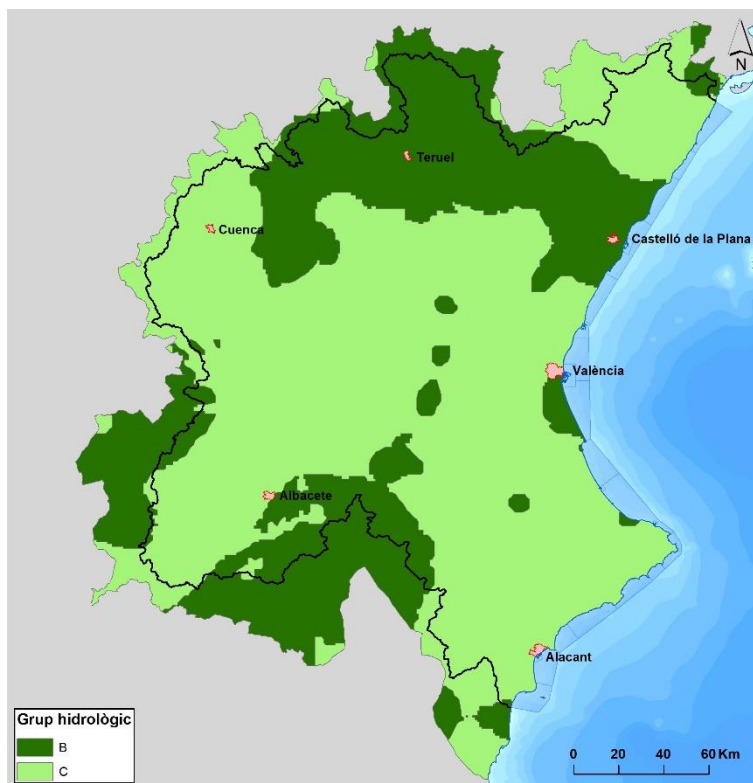 N
Teruel
Cuenca
Castelló de la Plana
València
Albacete
Alacant
Grup hidrològic
B
C
0 20 40 60 Km